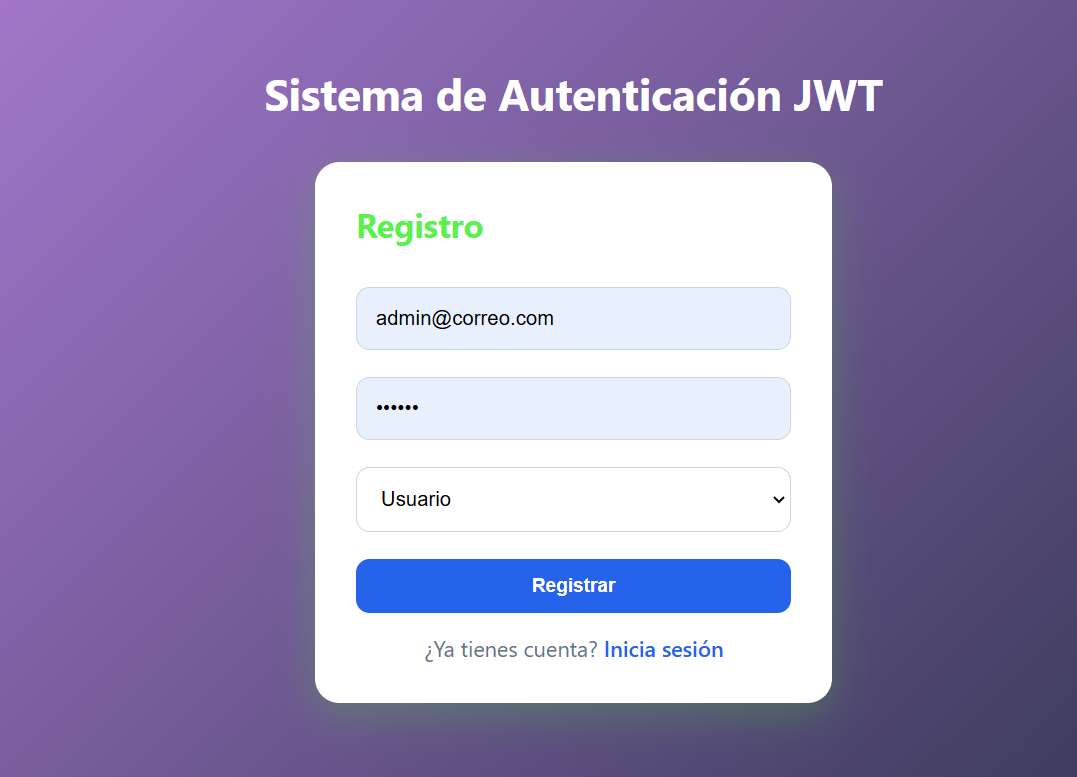 Sistema de Autenticación JWT
Registro
admin@correo.com
••••••
Usuario
Registrar
¿Ya tienes cuenta? Inicia sesión